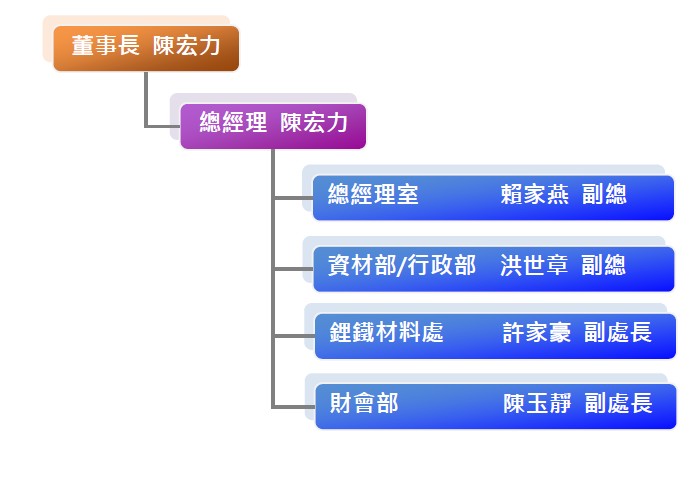 董事長 陳宏力
總經理 陳宏力
總經理室 賴家燕 副總
資材部/行政部 洪世章 副總
鋰鐵材料處 許家豪 副處長
財會部 陳玉靜 副處長